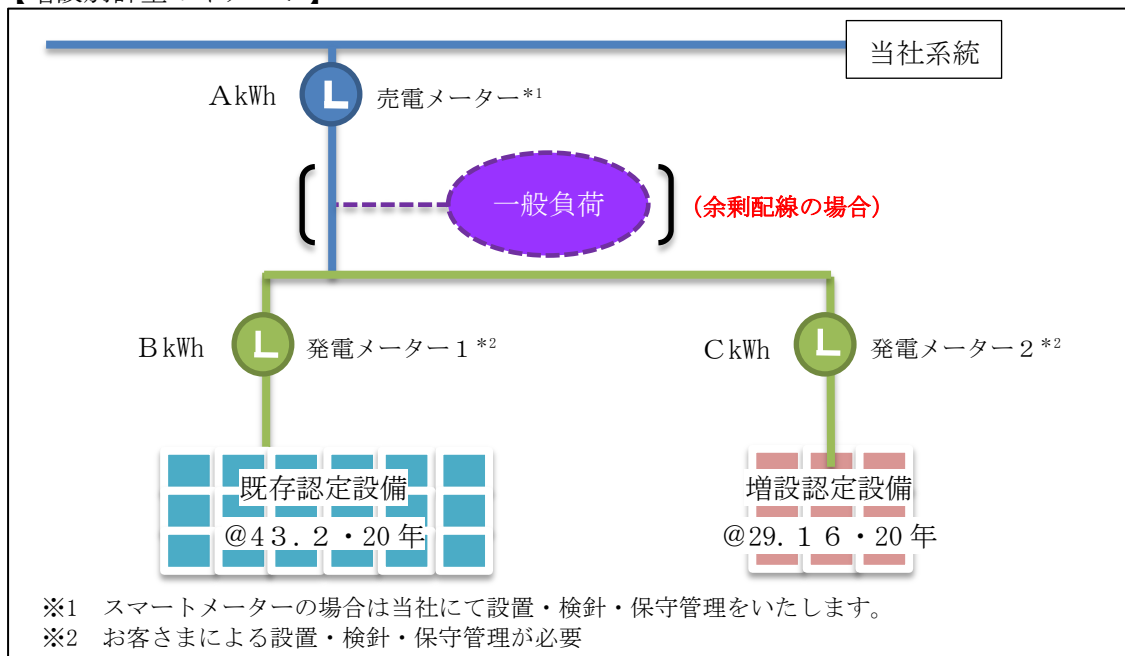 当社系統
AkWh
売電メーター*1
一般負荷
(余剰配線の場合)
BkWh
発電メーター1*2
CkWh
発電メーター2*2
既存認定設備
@43.2・20年
増設認定設備
@29.16・20年
※1 スマートメーターの場合は当社にて設置・検針・保守管理をいたします。
※2 お客さまによる設置・検針・保守管理が必要